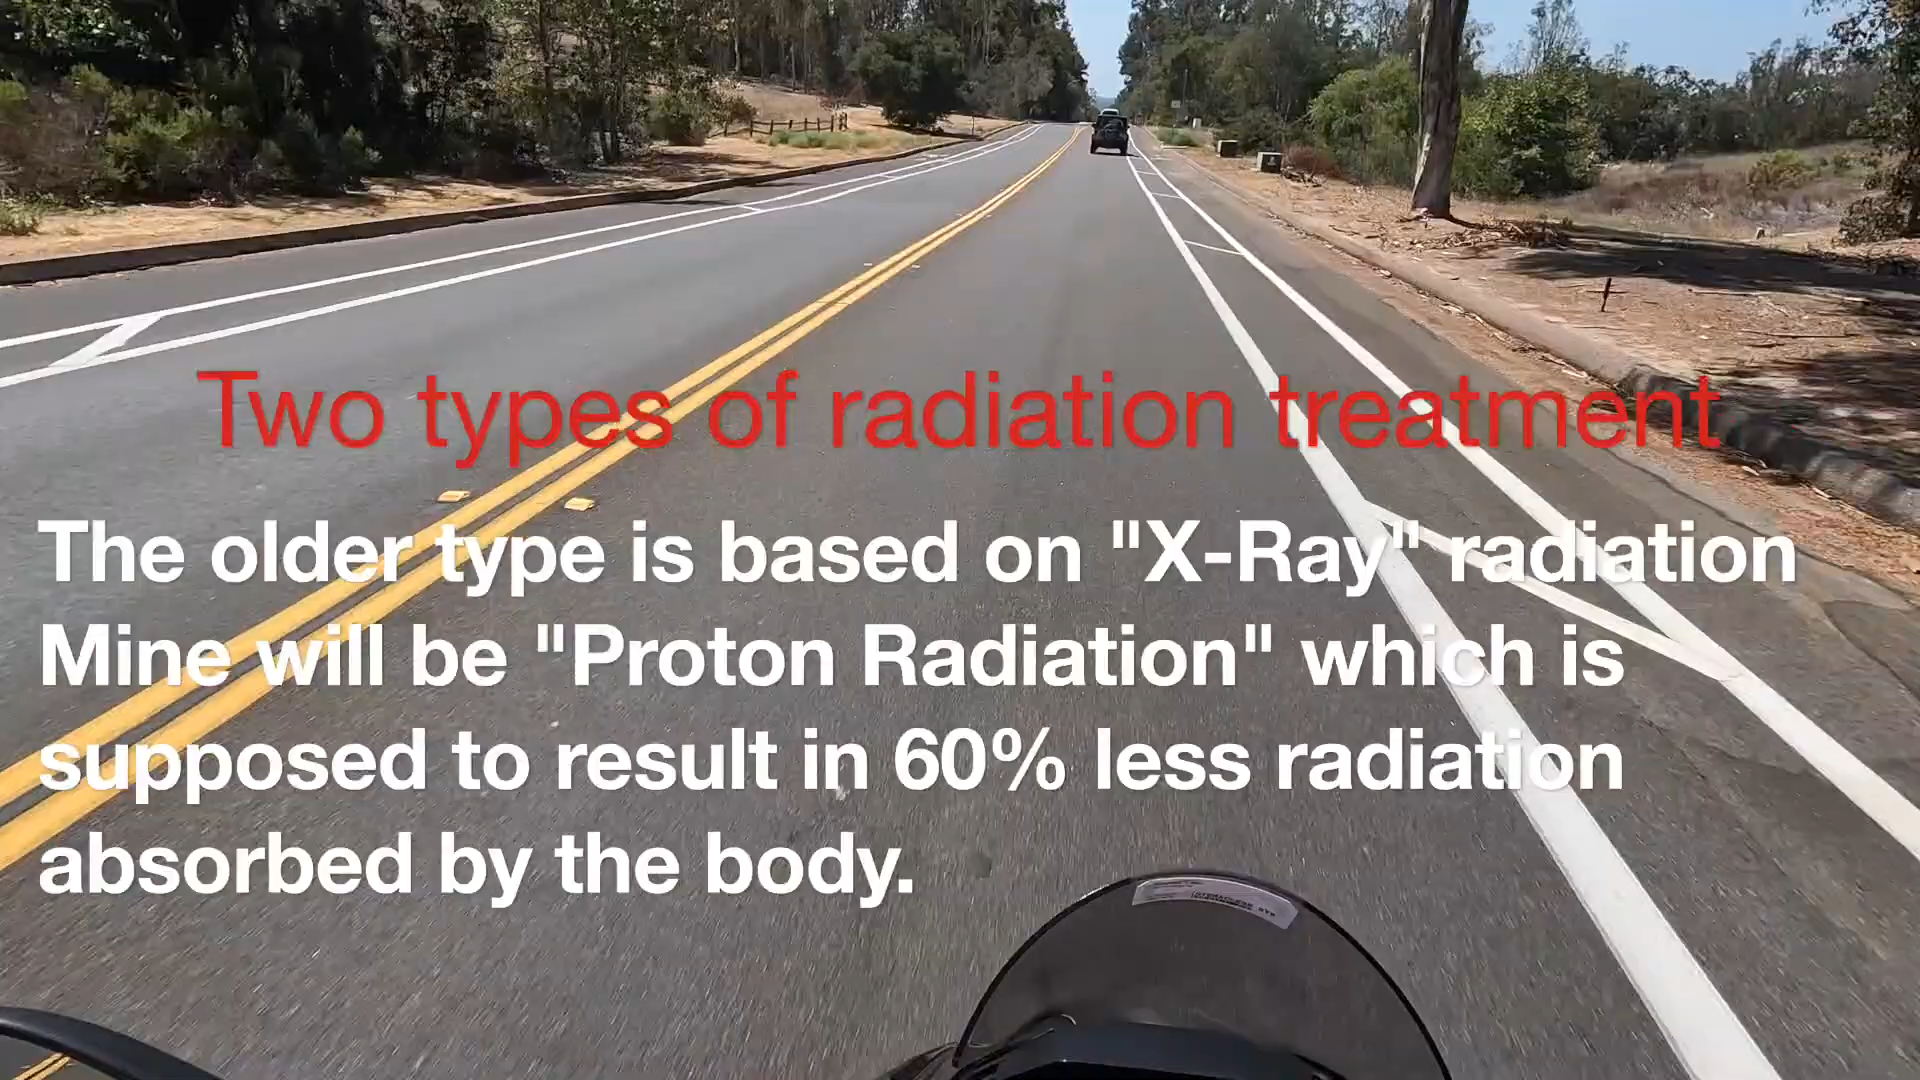 Two types of radiation treatment
The older type is based on "X-Ray" radiation
Mine will be "Proton Radiation" which is
supposed to result in 60% less radiation
absorbed by the body.